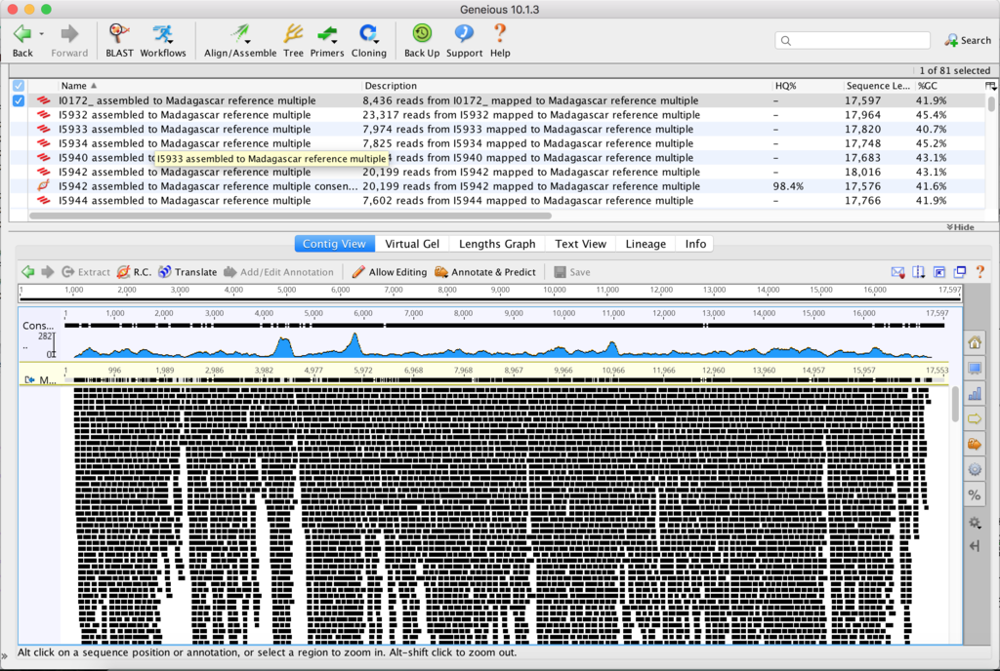 Geneious 10.1.3
Back Forward BLAST Workflows Align/Assemble Tree Primers Cloning Back Up Support Help Search
1 of 81 selected
Name Description HQ% Sequence Le... %GC
I0172_ assembled to Madagascar reference multiple 8,436 reads from I0172_ mapped to Madagascar reference multiple – 17,597 41.9%
I5932 assembled to Madagascar reference multiple 23,317 reads from I5932 mapped to Madagascar reference multiple – 17,964 45.4%
I5933 assembled to Madagascar reference multiple 7,974 reads from I5933 mapped to Madagascar reference multiple – 17,820 40.7%
I5934 assembled to Madagascar reference multiple 7,825 reads from I5934 mapped to Madagascar reference multiple – 17,748 45.2%
I5940 assembled I5933 assembled to Madagascar reference multiple reads from I5940 mapped to Madagascar reference multiple – 17,683 43.1%
I5942 assembled to Madagascar reference multiple 20,199 reads from I5942 mapped to Madagascar reference multiple – 18,016 43.1%
I5942 assembled to Madagascar reference multiple consen... 20,199 reads from I5942 mapped to Madagascar reference multiple 98.4% 17,576 41.6%
I5944 assembled to Madagascar reference multiple 7,602 reads from I5944 mapped to Madagascar reference multiple – 17,766 41.9%
Hide
Contig View Virtual Gel Lengths Graph Text View Lineage Info
Extract R.C. Translate Add/Edit Annotation Allow Editing Annotate & Predict Save
1 1,000 2,000 3,000 4,000 5,000 6,000 7,000 8,000 9,000 10,000 11,000 12,000 13,000 14,000 15,000 16,000 17,597
1 1,000 2,000 3,000 4,000 5,000 6,000 7,000 8,000 9,000 10,000 11,000 12,000 13,000 14,000 15,000 16,000 17,597
Cons...
282
..
0
1 996 1,989 2,986 3,982 4,977 5,972 6,968 7,968 8,967 9,966 10,966 11,966 12,960 13,960 14,957 15,957 17,553
M...
%
Alt click on a sequence position or annotation, or select a region to zoom in. Alt-shift click to zoom out.